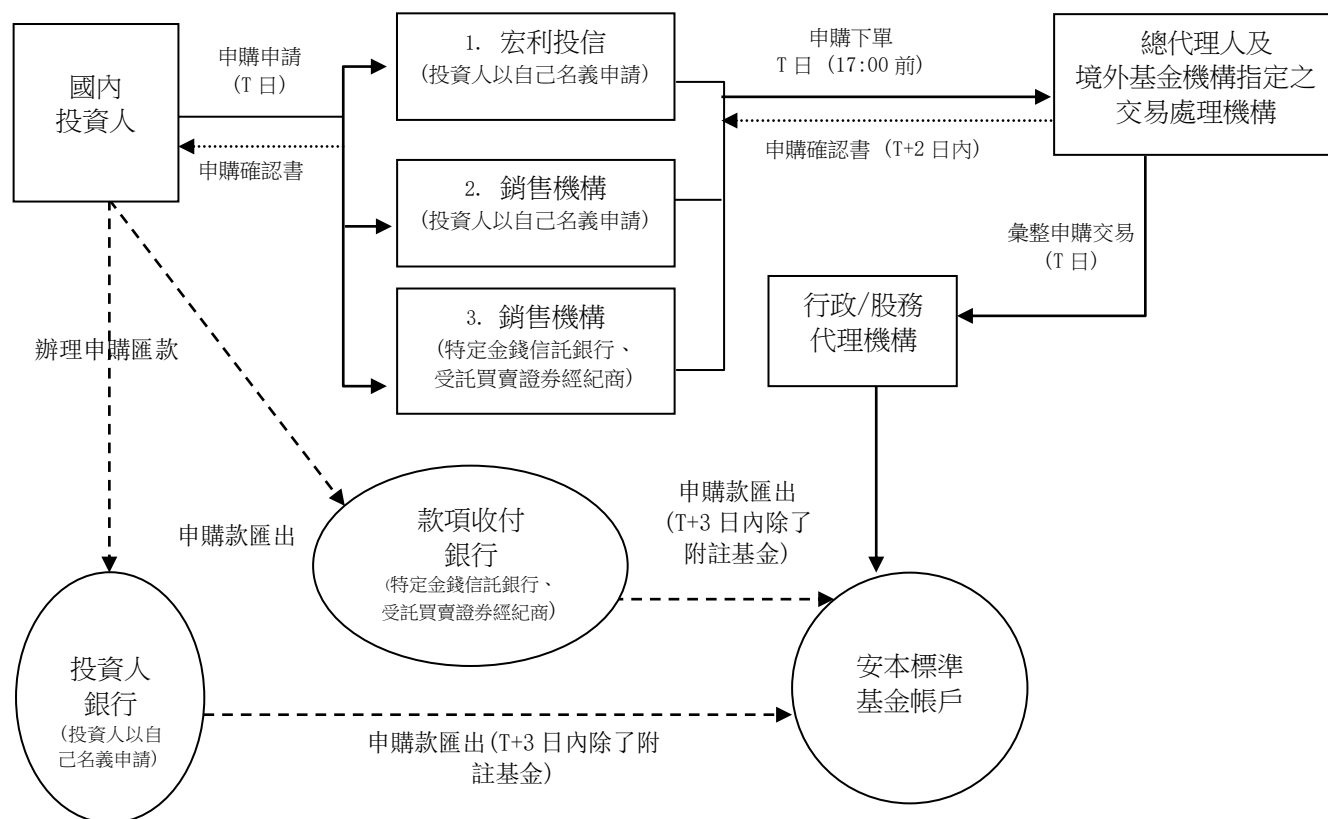 國內
投資人
申購申請
(T 日)
申購確認書
1. 宏利投信
(投資人以自己名義申請)
2. 銷售機構
(投資人以自己名義申請)
3. 銷售機構
(特定金錢信託銀行、
受託買賣證券經紀商)
申購下單
T 日 (17:00 前)
申購確認書 (T+2 日內)
總代理人及
境外基金機構指定之
交易處理機構
彙整申購交易
(T 日)
行政/股務
代理機構
辦理申購匯款
申購款匯出
款項收付
銀行
(特定金錢信託銀行、
受託買賣證券經紀商)
申購款匯出
(T+3 日內除了
附註基金)
投資人
銀行
(投資人以自
己名義申請)
申購款匯出(T+3 日內除了附
註基金)
安本標準
基金帳戶